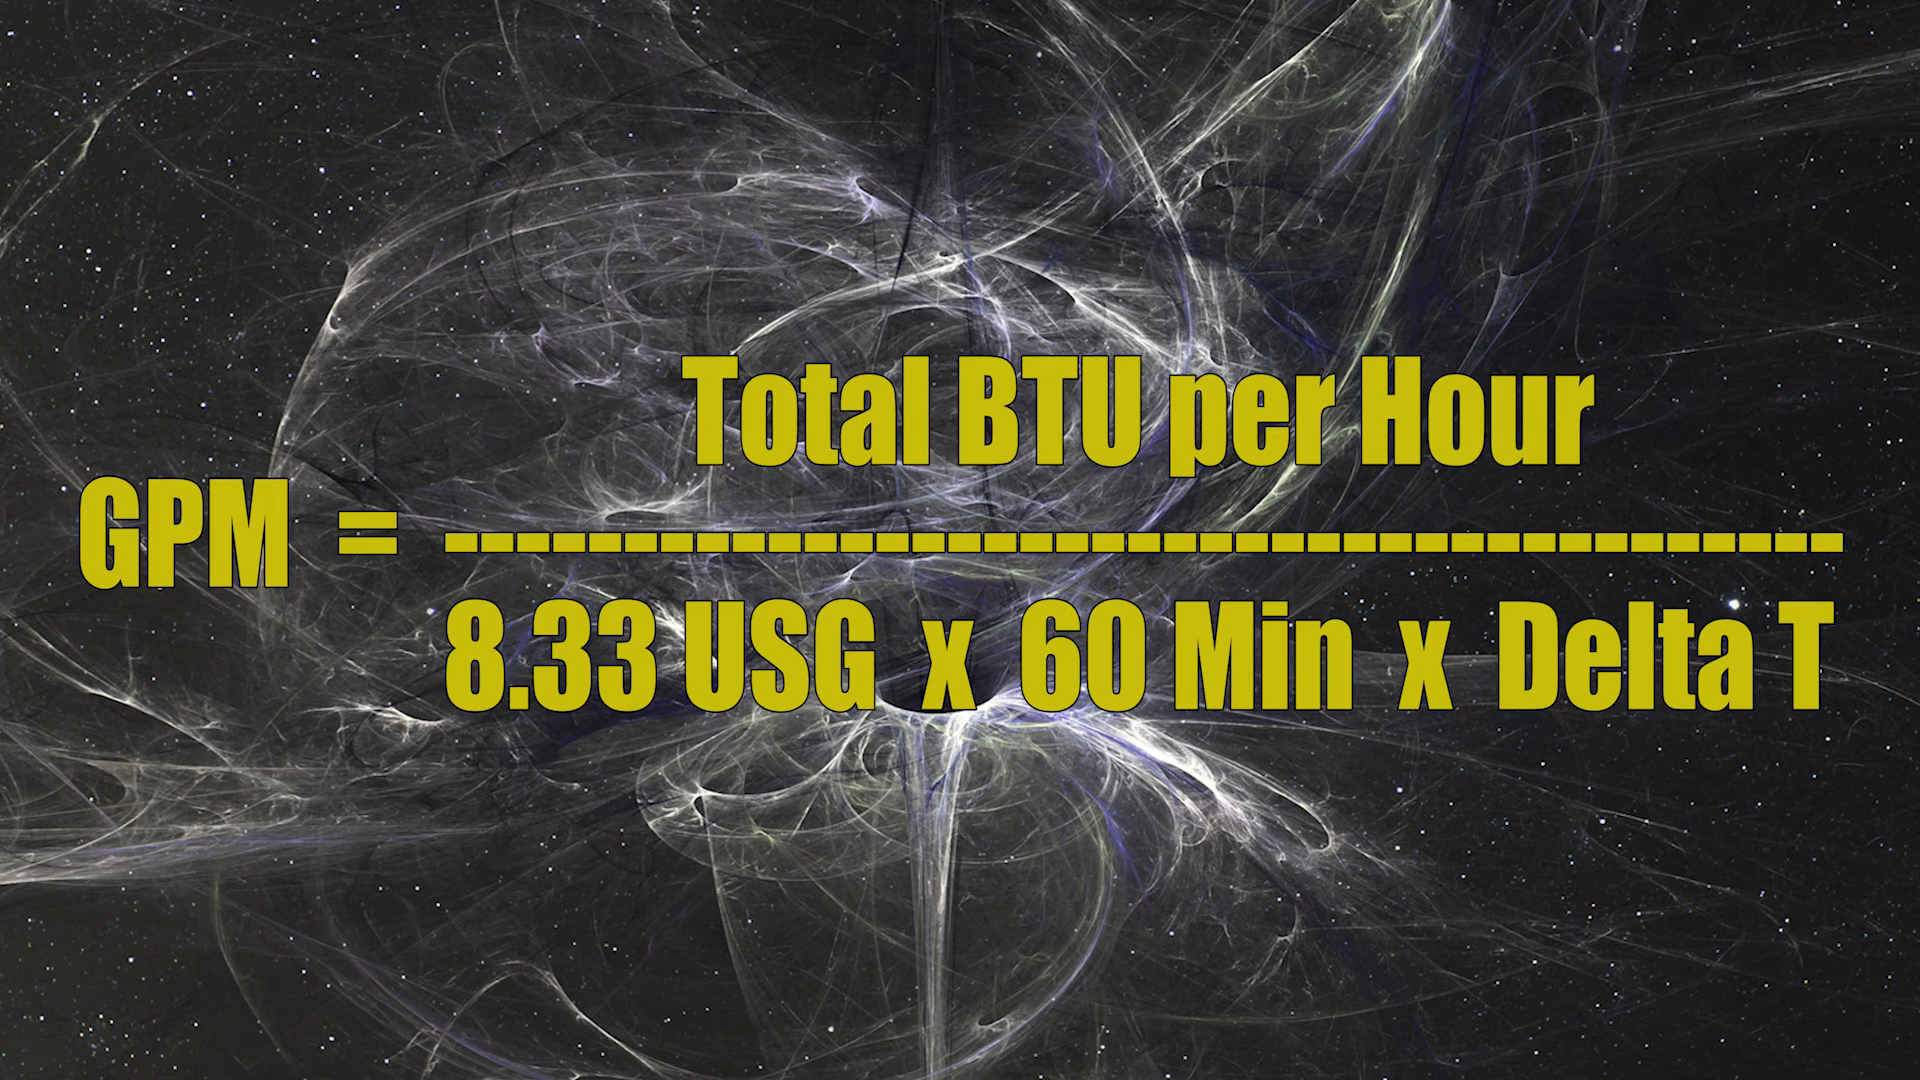 Total BTU per Hour
GPM = ---------------------------------------
8.33 USG x 60 Min x Delta T